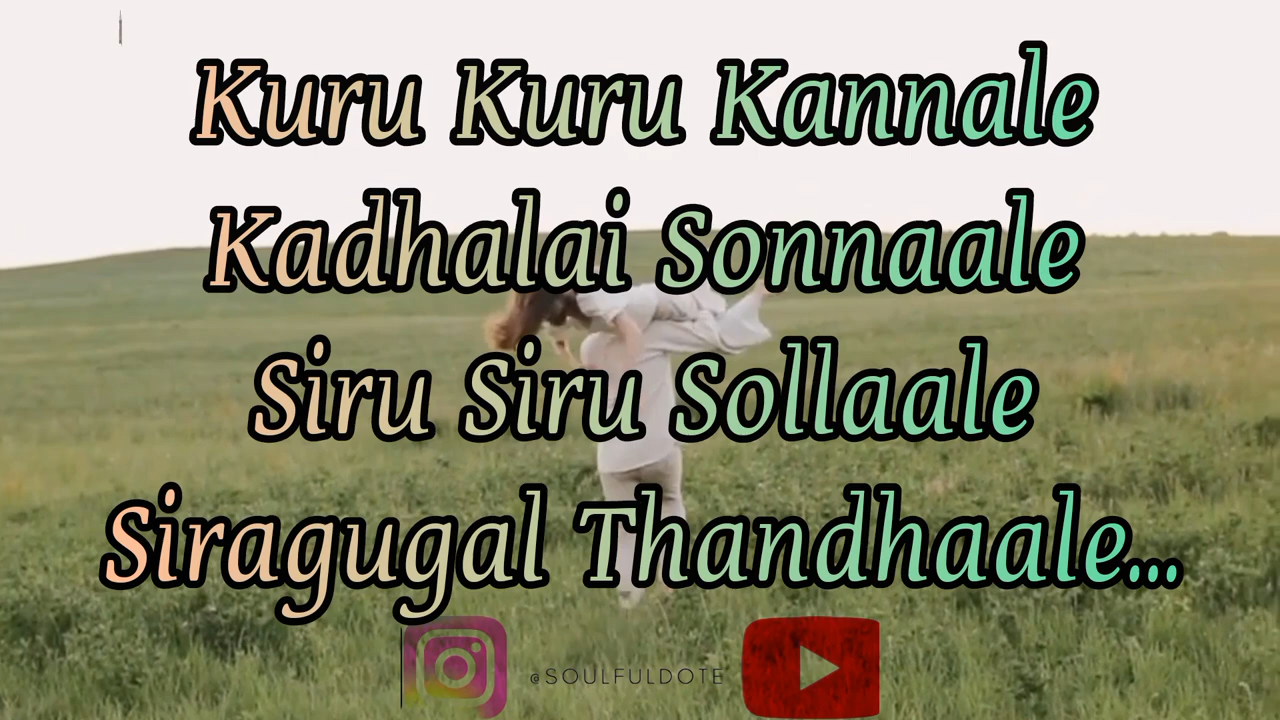 Kuru Kuru Kannale
Kadhalai Sonnaale
Siru Siru Sollaale
Siragugal Thandhaale...
@SOULFULDOTE